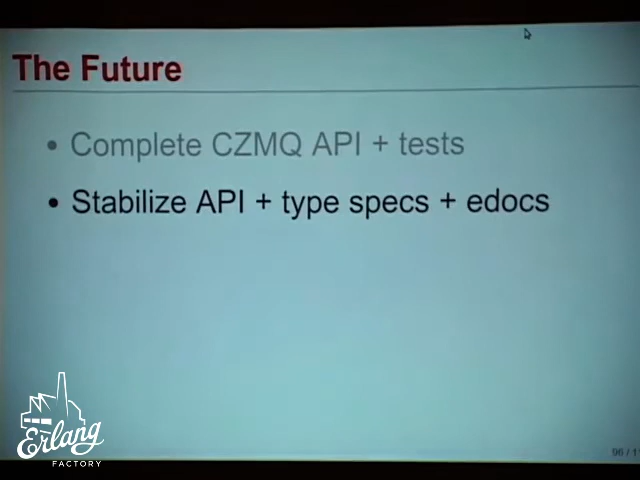 The Future
• Complete CZMQ API + tests
• Stabilize API + type specs + edocs
Erlang
FACTORY